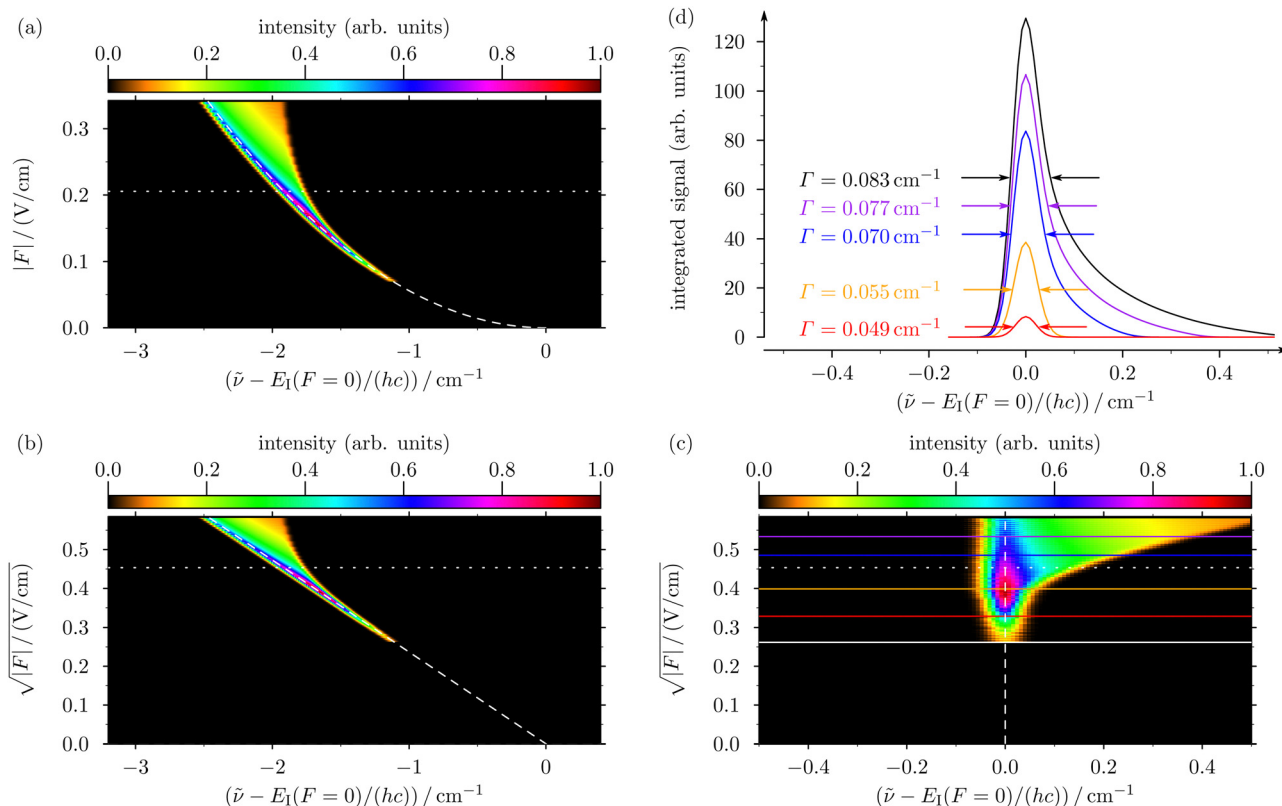 (a)
intensity (arb. units)
0.0 0.2 0.4 0.6 0.8 1.0
|F| / (V/cm)
0.3
0.2
0.1
0.0
−3 −2 −1 0
(ν̃ − E_I(F = 0)/(hc)) / cm⁻¹
(d)
integrated signal (arb. units)
120
100
80
60
40
20
0
Γ = 0.083 cm⁻¹
Γ = 0.077 cm⁻¹
Γ = 0.070 cm⁻¹
Γ = 0.055 cm⁻¹
Γ = 0.049 cm⁻¹
−0.4 −0.2 0.0 0.2 0.4
(ν̃ − E_I(F = 0)/(hc)) / cm⁻¹
(b)
intensity (arb. units)
0.0 0.2 0.4 0.6 0.8 1.0
√|F| / (V/cm)
0.5
0.4
0.3
0.2
0.1
0.0
−3 −2 −1 0
(ν̃ − E_I(F = 0)/(hc)) / cm⁻¹
(c)
intensity (arb. units)
0.0 0.2 0.4 0.6 0.8 1.0
√|F| / (V/cm)
0.5
0.4
0.3
0.2
0.1
0.0
−0.4 −0.2 0.0 0.2 0.4
(ν̃ − E_I(F = 0)/(hc)) / cm⁻¹